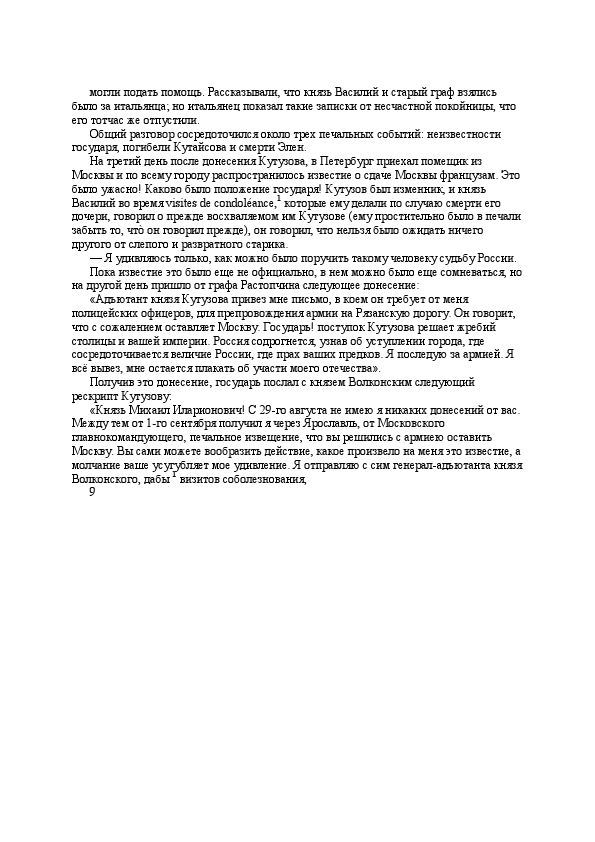 могли подать помощь. Рассказывали, что князь Василий и старый граф взялись
было за итальянца; но итальянец показал такие записки от несчастной покойницы, что
его тотчас же отпустили.
Общий разговор сосредоточился около трех печальных событий: неизвестности
государя, погибели Кутайсова и смерти Элен.
На третий день после донесения Кутузова, в Петербург приехал помещик из
Москвы и по всему городу распространилось известие о сдаче Москвы французам. Это
было ужасно! Каково было положение государя! Кутузов был изменник, и князь
Василий во время visites de condoléance,¹ которые ему делали по случаю смерти его
дочери, говорил о прежде восхваляемом им Кутузове (ему простительно было в печали
забыть то, чтò он говорил прежде), он говорил, что нельзя было ожидать ничего
другого от слепого и развратного старика.
— Я удивляюсь только, как можно было поручить такому человеку судьбу России.
Пока известие это было еще не официально, в нем можно было еще сомневаться, но
на другой день пришло от графа Растопчина следующее донесение:
«Адъютант князя Кутузова привез мне письмо, в коем он требует от меня
полицейских офицеров, для препровождения армии на Рязанскую дорогу. Он говорит,
что с сожалением оставляет Москву. Государь! поступок Кутузова решает жребий
столицы и вашей империи. Россия содрогнется, узнав об уступлении города, где
сосредоточивается величие России, где прах ваших предков. Я последую за армией. Я
всё вывез, мне остается плакать об участи моего отечества».
Получив это донесение, государь послал с князем Волконским следующий
рескрипт Кутузову:
«Князь Михаил Иларионович! С 29-го августа не имею я никаких донесений от вас.
Между тем от 1-го сентября получил я через Ярославль, от Московского
главнокомандующего, печальное извещение, что вы решились с армиею оставить
Москву. Вы сами можете вообразить действие, какое произвело на меня это известие, а
молчание ваше усугубляет мое удивление. Я отправляю с сим генерал-адъютанта князя
Волконского, дабы ¹ визитов соболезнования,
9